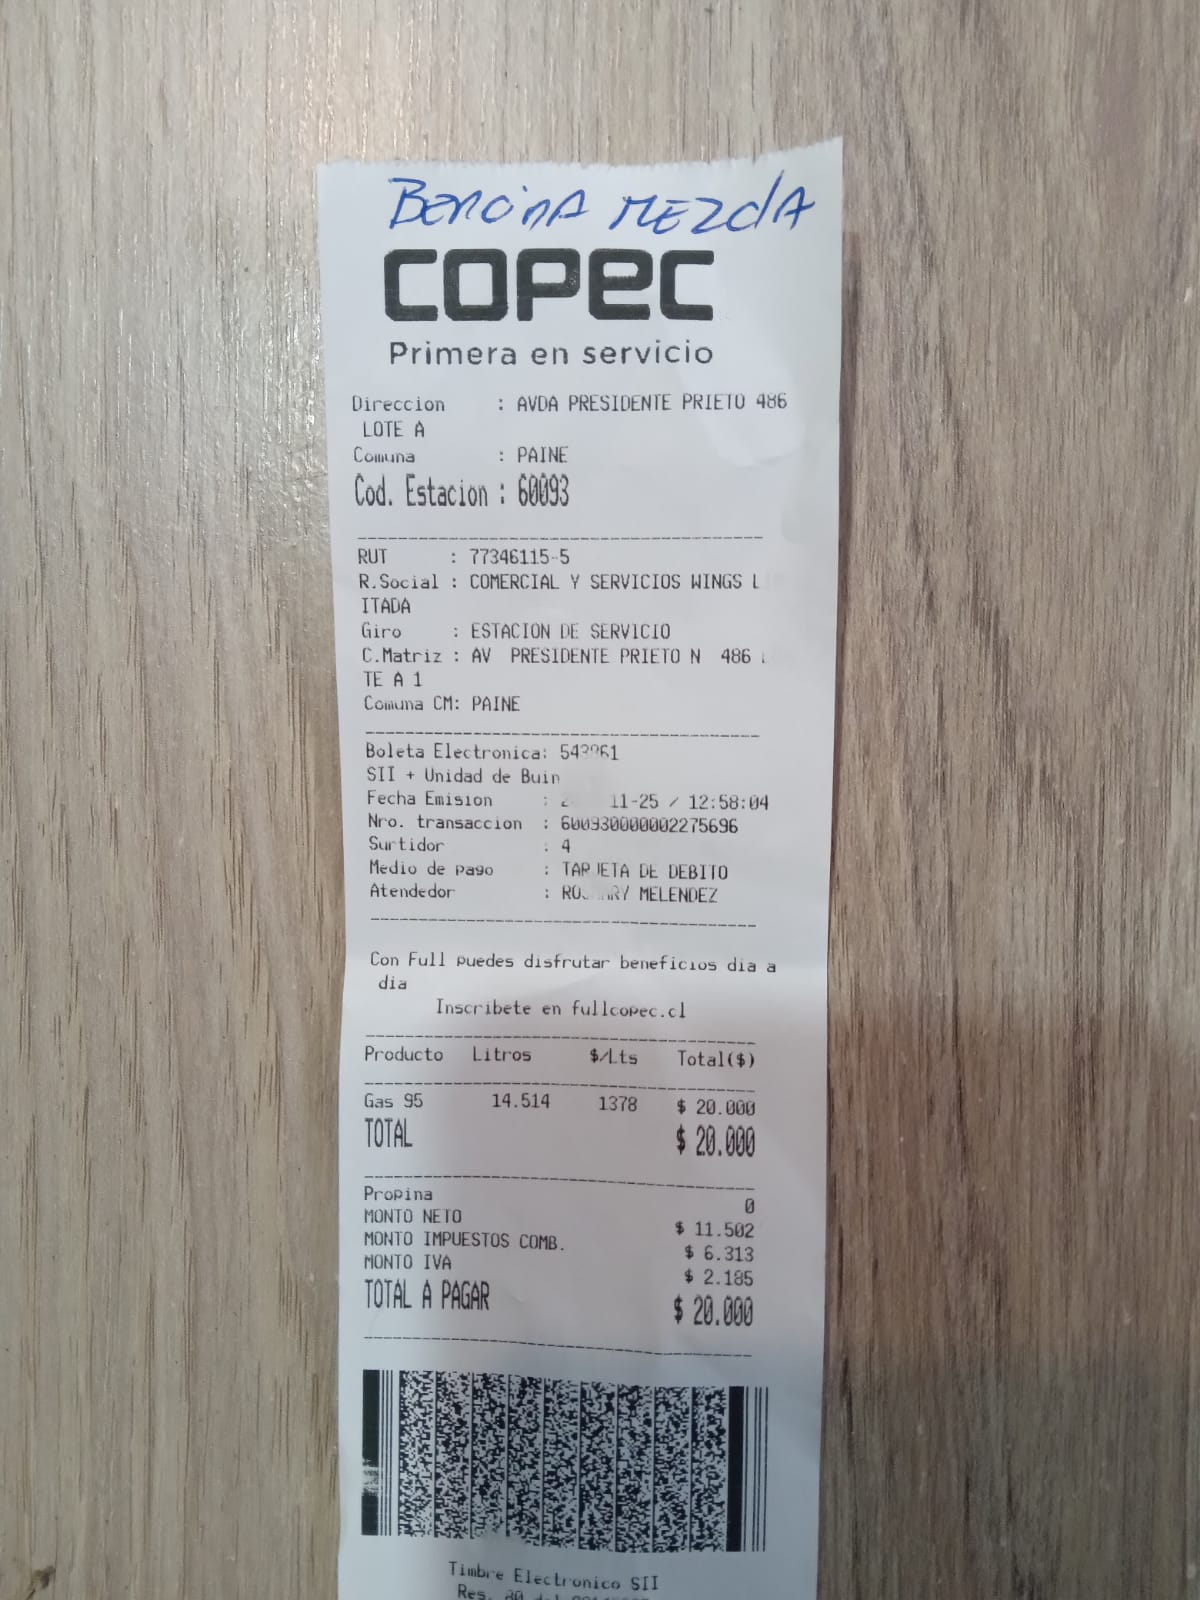 Bencina Mezcla
COPEC
Primera en servicio
Direccion : AVDA PRESIDENTE PRIETO 486
LOTE A
Comuna : PAINE
Cod. Estacion : 60093
RUT : 77346115-5
R.Social : COMERCIAL Y SERVICIOS WINGS L
ITADA
Giro : ESTACION DE SERVICIO
C.Matriz : AV PRESIDENTE PRIETO N 486
TE A 1
Comuna CM: PAINE
Boleta Electronica:
SII + Unidad de Buin
Fecha Emision : 11-25 / 12:58:04
Nro. transaccion : 600930000002275696
Surtidor : 4
Medio de pago : TARJETA DE DEBITO
Atendedor : MELENDEZ
Con Full puedes disfrutar beneficios dia a
dia
Inscribete en fullcopec.cl
Producto Litros $/Lts Total($)
Gas 95 14.514 1378 $ 20.000
TOTAL $ 20.000
Propina 0
MONTO NETO $ 11.502
MONTO IMPUESTOS COMB. $ 6.313
MONTO IVA $ 2.185
TOTAL A PAGAR $ 20.000
Timbre Electronico SII
Res.